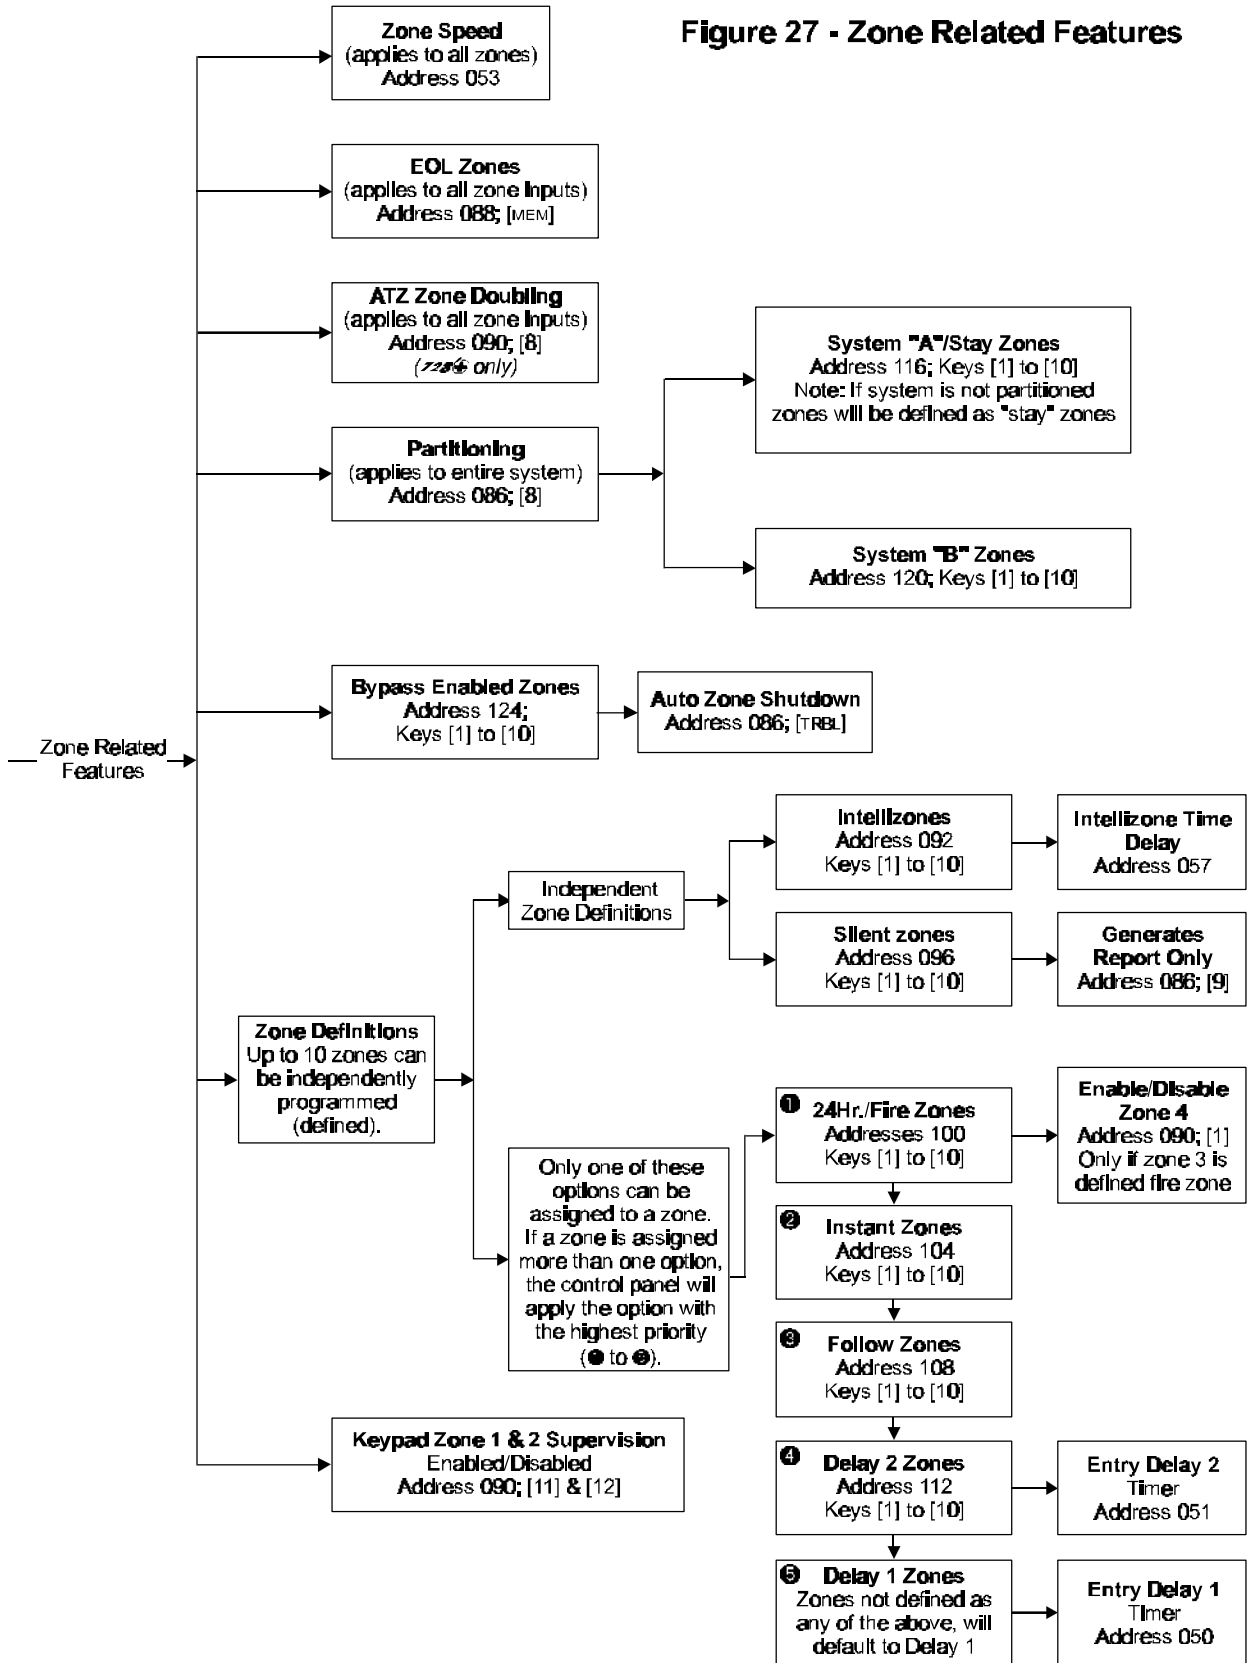 Figure 27 - Zone Related Features
Zone Speed
(applies to all zones)
Address 053
EOL Zones
(applies to all zone inputs)
Address 088; [MEM]
ATZ Zone Doubling
(applies to all zone inputs)
Address 090; [8]
only)
Partitioning
(applies to entire system)
Address 086; [8]
System "A"/Stay Zones
Address 116; Keys [1] to [10]
Note: If system is not partitioned
zones will be defined as "stay" zones
System "B" Zones
Address 120; Keys [1] to [10]
Bypass Enabled Zones
Address 124;
Keys [1] to [10]
Auto Zone Shutdown
Address 086; [TRBL]
Zone Related
Features
Intellizones
Address 092
Keys [1] to [10]
Intellizone Time
Delay
Address 057
Independent
Zone Definitions
Silent zones
Address 096
Keys [1] to [10]
Generates
Report Only
Address 086; [9]
Zone Definitions
Up to 10 zones can
be independently
programmed
(defined).
Only one of these
options can be
assigned to a zone.
If a zone is assigned
more than one option,
the control panel will
apply the option with
the highest priority
(● to ●).
❶ 24Hr./Fire Zones
Addresses 100
Keys [1] to [10]
Enable/Disable
Zone 4
Address 090; [1]
Only if zone 3 is
defined fire zone
❷ Instant Zones
Address 104
Keys [1] to [10]
❸ Follow Zones
Address 108
Keys [1] to [10]
❹ Delay 2 Zones
Address 112
Keys [1] to [10]
Entry Delay 2
Timer
Address 051
❺ Delay 1 Zones
Zones not defined as
any of the above, will
default to Delay 1
Entry Delay 1
Timer
Address 050
Keypad Zone 1 & 2 Supervision
Enabled/Disabled
Address 090; [11] & [12]